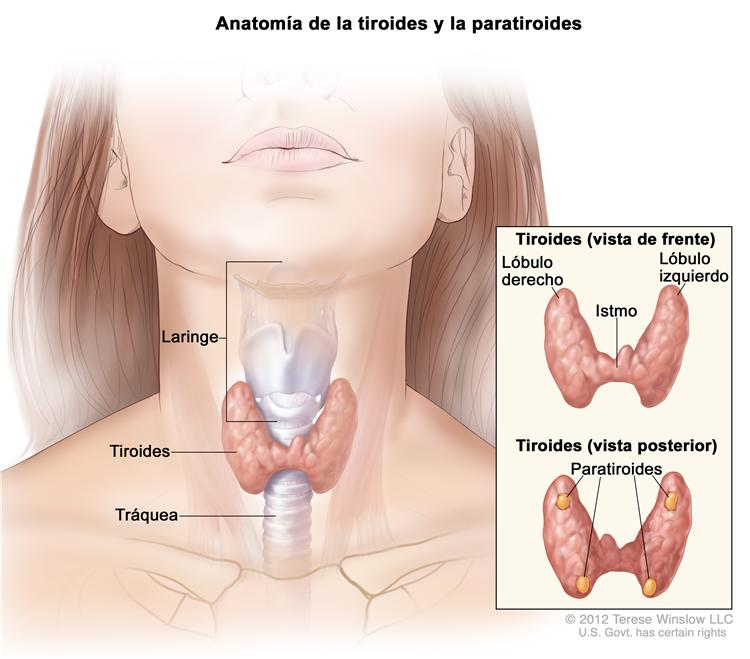 Anatomía de la tiroides y la paratiroides
Laringe
Tiroides
Tráquea
Tiroides (vista de frente)
Lóbulo
derecho
Lóbulo
izquierdo
Istmo
Tiroides (vista posterior)
Paratiroides
© 2012 Terese Winslow LLC
U.S. Govt. has certain rights